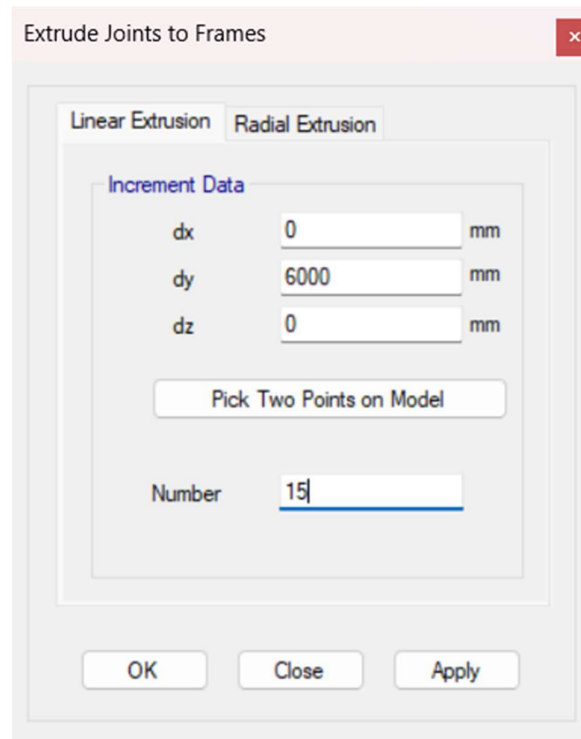 Extrude Joints to Frames
Linear Extrusion Radial Extrusion
Increment Data
dx 0 mm
dy 6000 mm
dz 0 mm
Pick Two Points on Model
Number 15
OK Close Apply